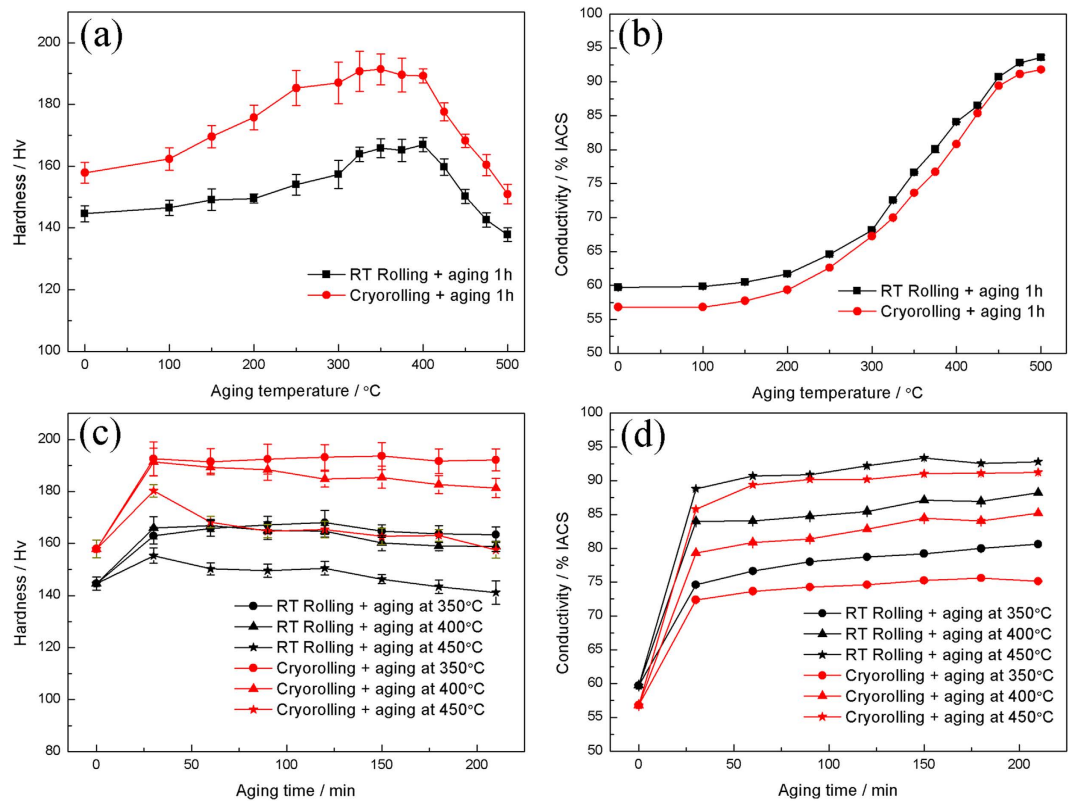 (a)
200
180
160
140
120
100
Hardness / Hv
RT Rolling + aging 1h
Cryorolling + aging 1h
0 100 200 300 400 500
Aging temperature / °C
(b)
100
95
90
85
80
75
70
65
60
55
50
Conductivity / % IACS
RT Rolling + aging 1h
Cryorolling + aging 1h
0 100 200 300 400 500
Aging temperature / °C
(c)
200
180
160
140
120
100
80
Hardness / Hv
RT Rolling + aging at 350°C
RT Rolling + aging at 400°C
RT Rolling + aging at 450°C
Cryorolling + aging at 350°C
Cryorolling + aging at 400°C
Cryorolling + aging at 450°C
0 50 100 150 200
Aging time / min
(d)
100
95
90
85
80
75
70
65
60
55
50
Conductivity / % IACS
RT Rolling + aging at 350°C
RT Rolling + aging at 400°C
RT Rolling + aging at 450°C
Cryorolling + aging at 350°C
Cryorolling + aging at 400°C
Cryorolling + aging at 450°C
0 50 100 150 200
Aging time / min